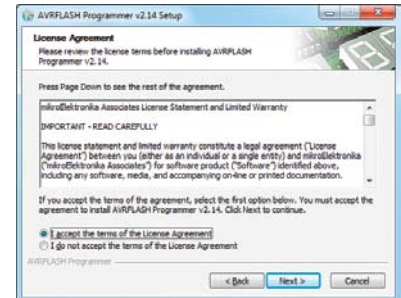 AVRFLASH Programmer v2.14 Setup
License Agreement
Please review the license terms before installing AVRFLASH
Programmer v2.14.
Press Page Down to see the rest of the agreement.
mikroElektronika Associates License Statement and Limited Warranty
IMPORTANT - READ CAREFULLY
This license statement and limited warranty constitute a legal agreement ("License
Agreement") between you (either as an individual or a single entity) and mikroElektronika
("mikroElektronika Associates") for software product ("Software") identified above,
including any software, media, and accompanying on-line or printed documentation.
If you accept the terms of the agreement, select the first option below. You must accept the
agreement to install AVRFLASH Programmer v2.14. Click Next to continue.
I accept the terms of the License Agreement
I do not accept the terms of the License Agreement
AVRFLASH Programmer
< Back Next > Cancel